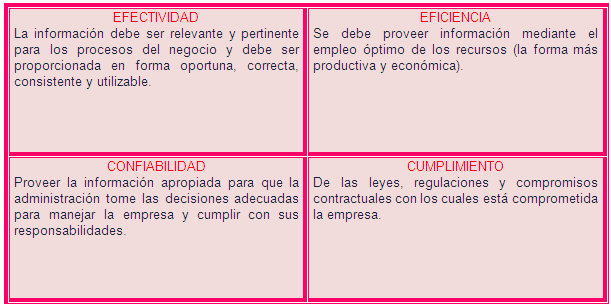 EFECTIVIDAD
La información debe ser relevante y pertinente
para los procesos del negocio y debe ser
proporcionada en forma oportuna, correcta,
consistente y utilizable.
EFICIENCIA
Se debe proveer información mediante el
empleo óptimo de los recursos (la forma más
productiva y económica).
CONFIABILIDAD
Proveer la información apropiada para que la
administración tome las decisiones adecuadas
para manejar la empresa y cumplir con sus
responsabilidades.
CUMPLIMIENTO
De las leyes, regulaciones y compromisos
contractuales con los cuales está comprometida
la empresa.